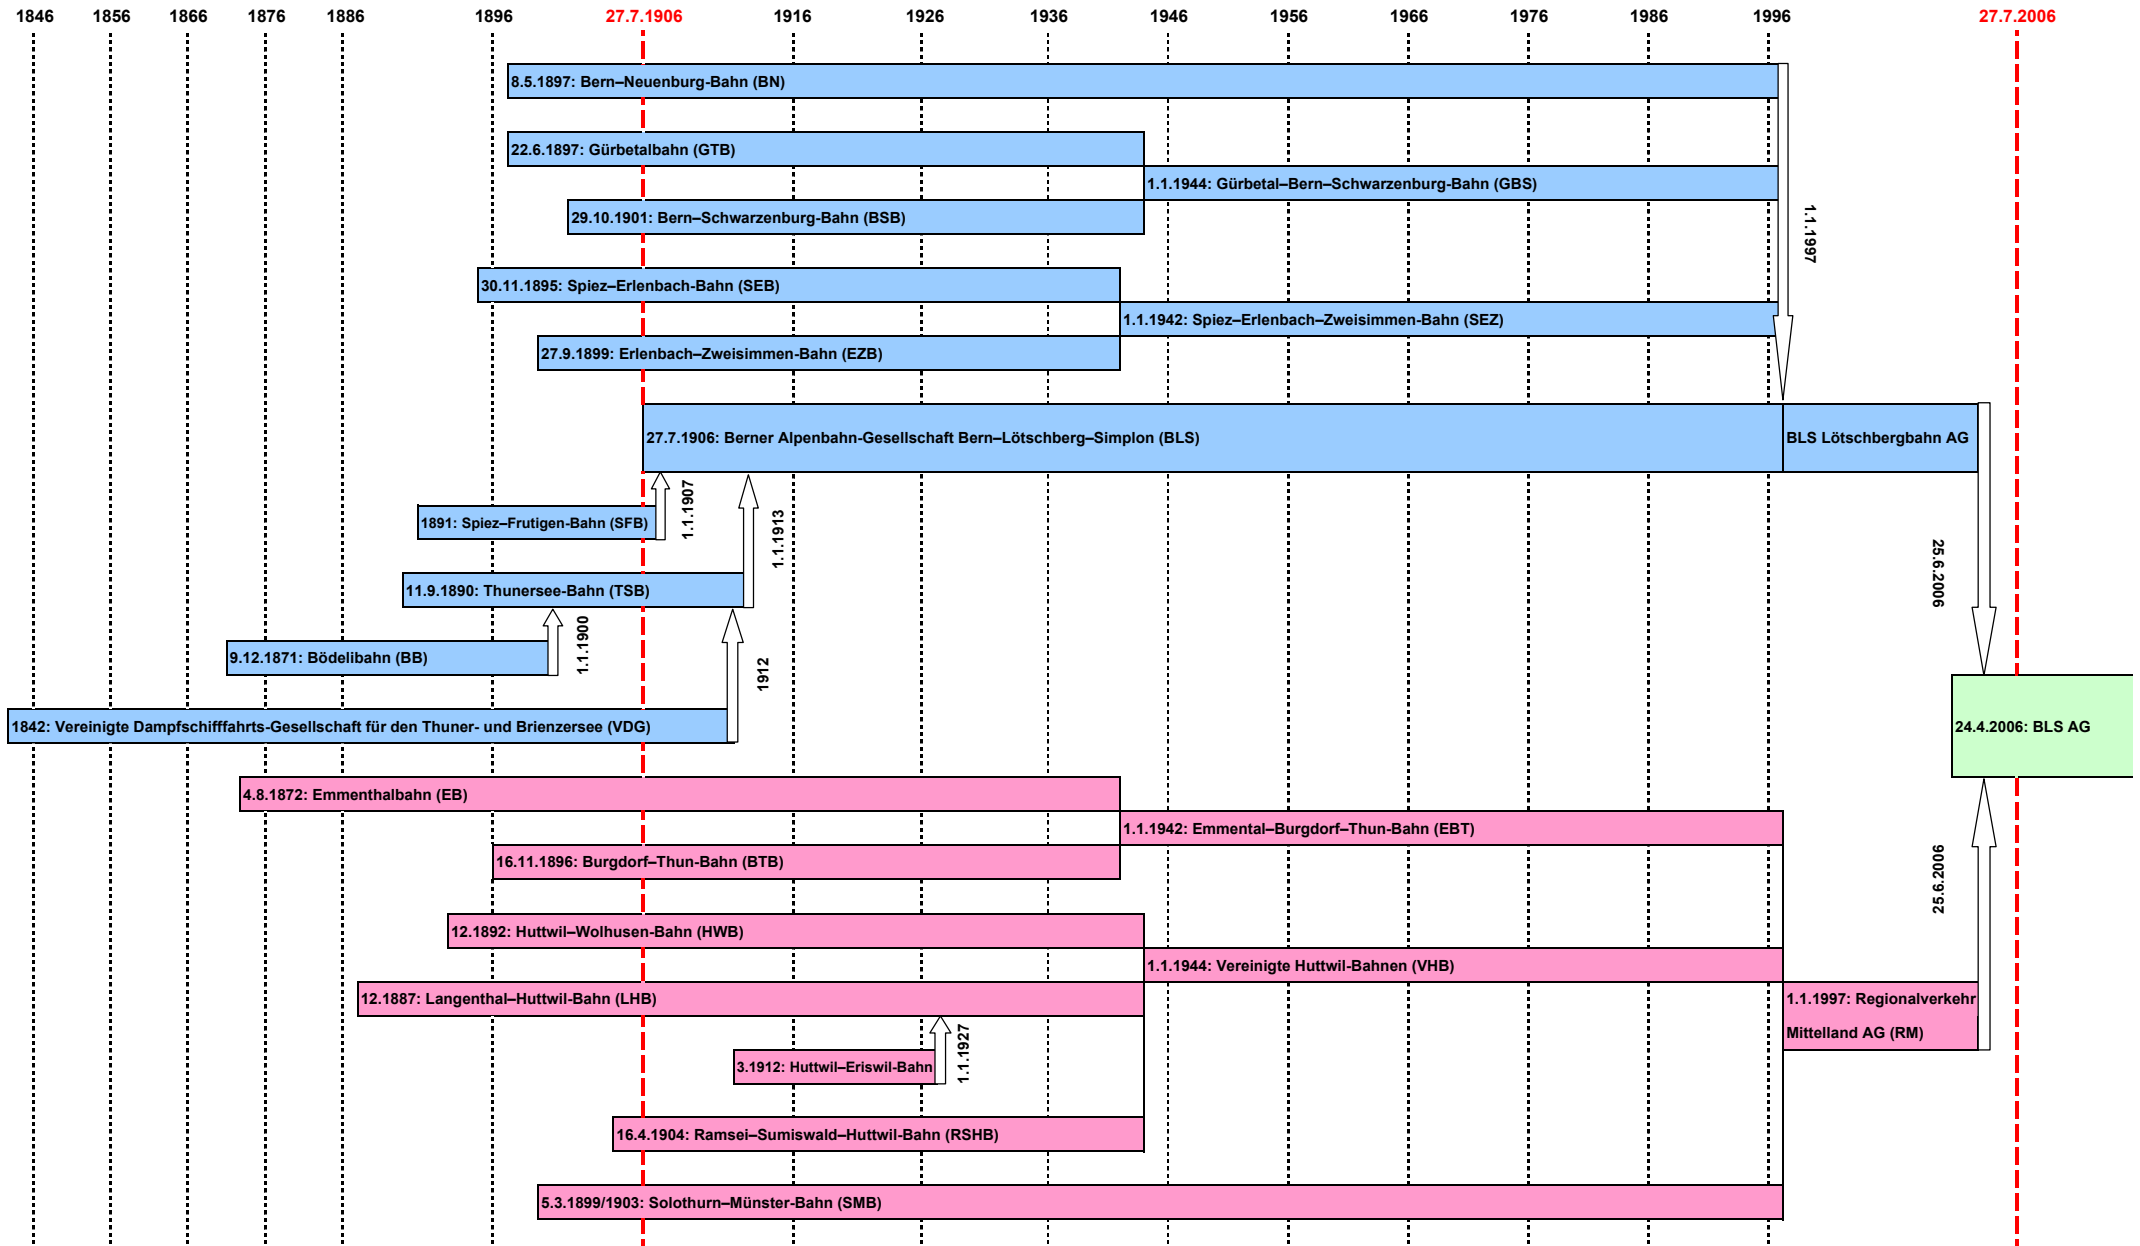 1846 1856 1866 1876 1886 1896 27.7.1906 1916 1926 1936 1946 1956 1966 1976 1986 1996 27.7.2006
8.5.1897: Bern–Neuenburg-Bahn (BN)
22.6.1897: Gürbetalbahn (GTB)
1.1.1944: Gürbetal–Bern–Schwarzenburg-Bahn (GBS)
29.10.1901: Bern–Schwarzenburg-Bahn (BSB)
1.1.1997
30.11.1895: Spiez–Erlenbach-Bahn (SEB)
1.1.1942: Spiez–Erlenbach–Zweisimmen-Bahn (SEZ)
27.9.1899: Erlenbach–Zweisimmen-Bahn (EZB)
27.7.1906: Berner Alpenbahn-Gesellschaft Bern–Lötschberg–Simplon (BLS)
BLS Lötschbergbahn AG
1891: Spiez–Frutigen-Bahn (SFB)
1.1.1907
1.1.1913
25.6.2006
11.9.1890: Thunersee-Bahn (TSB)
9.12.1871: Bödelibahn (BB)
1.1.1900
1912
1842: Vereinigte Dampfschifffahrts-Gesellschaft für den Thuner- und Brienzersee (VDG)
24.4.2006: BLS AG
4.8.1872: Emmenthalbahn (EB)
1.1.1942: Emmental–Burgdorf–Thun-Bahn (EBT)
16.11.1896: Burgdorf–Thun-Bahn (BTB)
25.6.2006
12.1892: Huttwil–Wolhusen-Bahn (HWB)
1.1.1944: Vereinigte Huttwil-Bahnen (VHB)
12.1887: Langenthal–Huttwil-Bahn (LHB)
1.1.1997: Regionalverkehr
Mittelland AG (RM)
3.1912: Huttwil–Eriswil-Bahn
1.1.1927
16.4.1904: Ramsei–Sumiswald–Huttwil-Bahn (RSHB)
5.3.1899/1903: Solothurn–Münster-Bahn (SMB)